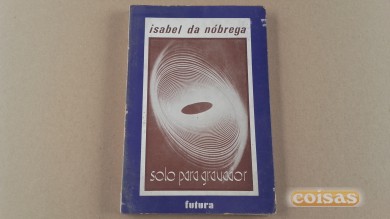 isabel da nóbrega
solo para gravador
futura
coisas